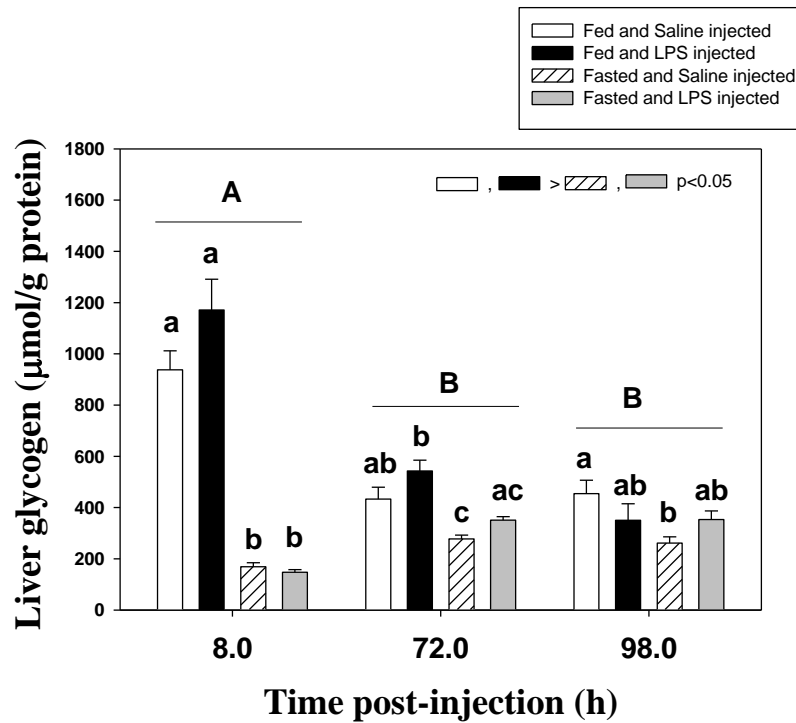 Fed and Saline injected
Fed and LPS injected
Fasted and Saline injected
Fasted and LPS injected
1800
1600
1400
1200
1000
800
600
400
200
0
Liver glycogen (μmol/g protein)
, > , p<0.05
A
a
a
b
b
B
ab
b
c
ac
B
a
ab
b
ab
8.0 72.0 98.0
Time post-injection (h)